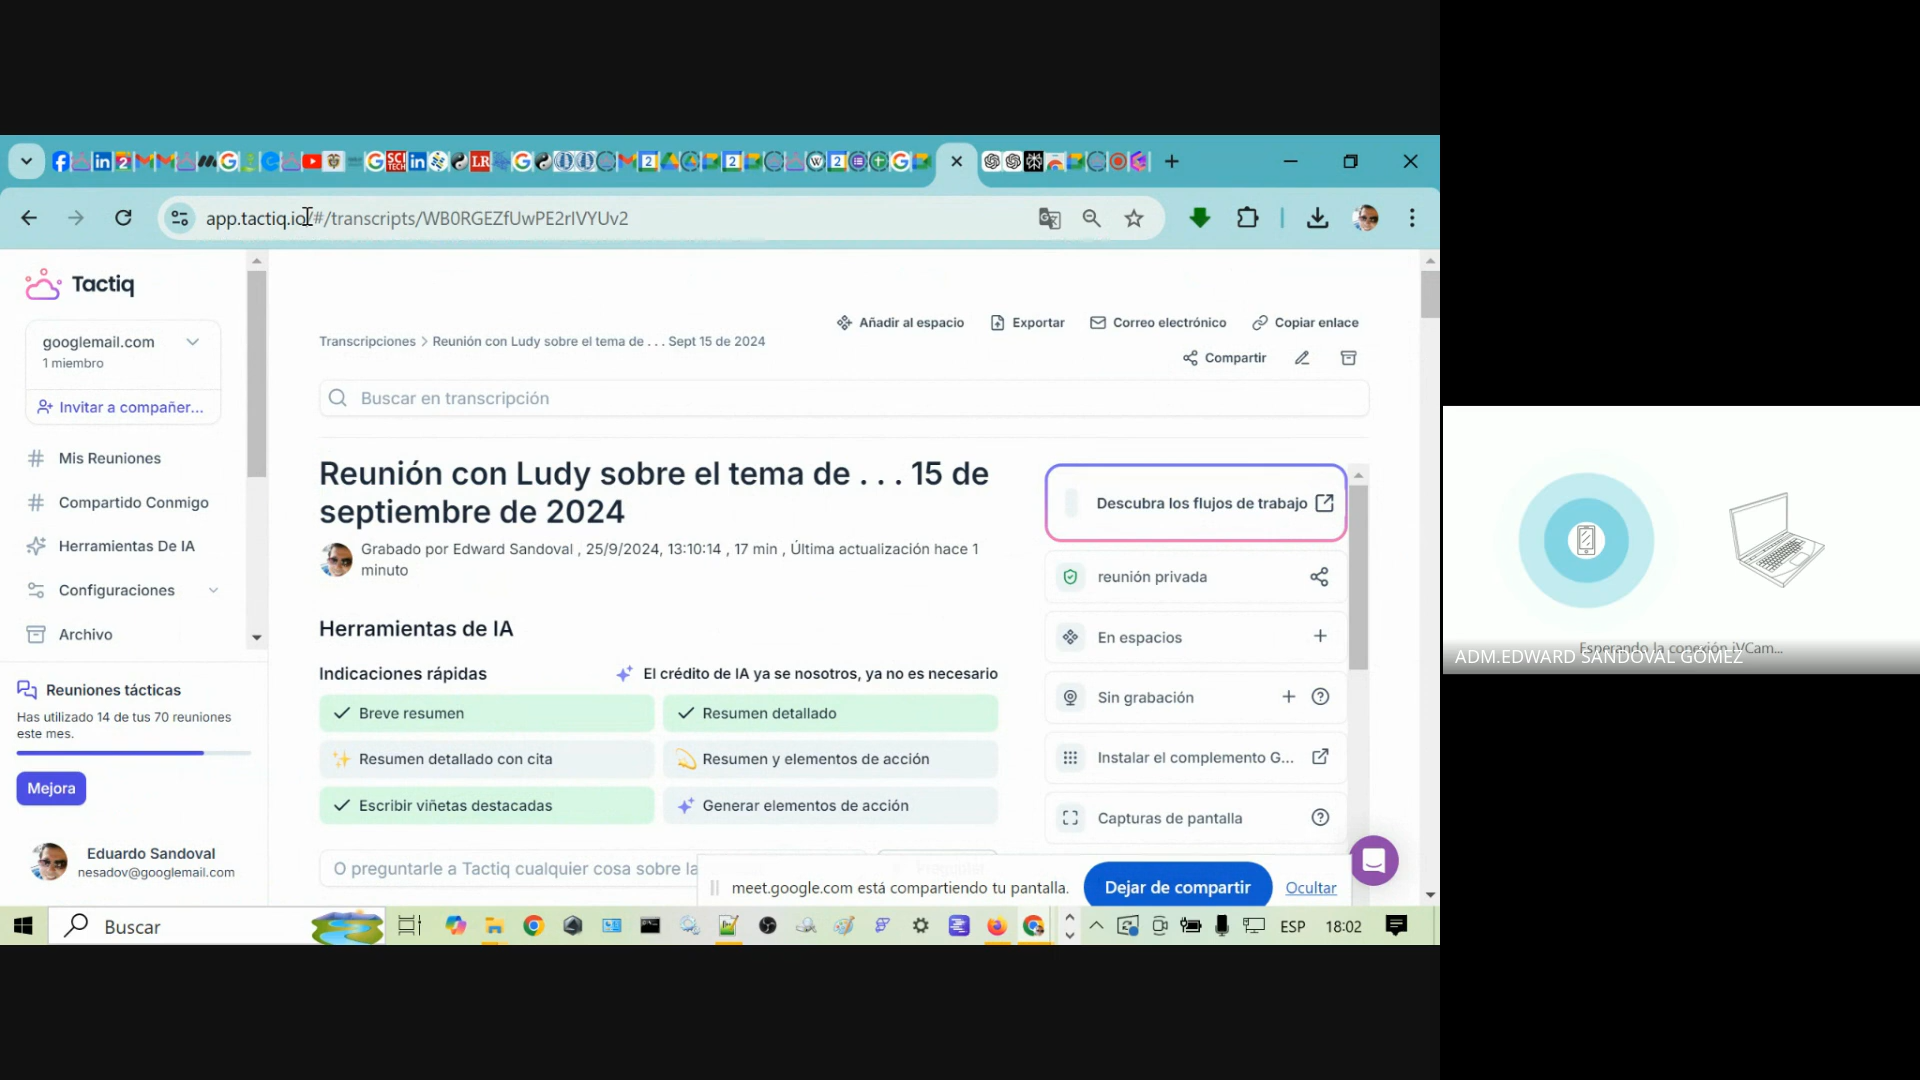 app.tactiq.io/#/transcripts/WB0RGEZfUwPE2rlVYUv2
Tactiq
googlemail.com
1 miembro
Invitar a compañer...
Mis Reuniones
Compartido Conmigo
Herramientas De IA
Configuraciones
Archivo
Reuniones tácticas
Has utilizado 14 de tus 70 reuniones
este mes.
Mejora
Eduardo Sandoval
nesadov@googlemail.com
Añadir al espacio
Exportar
Correo electrónico
Copiar enlace
Transcripciones > Reunión con Ludy sobre el tema de . . . Sept 15 de 2024
Compartir
Buscar en transcripción
Reunión con Ludy sobre el tema de . . . 15 de
septiembre de 2024
Grabado por Edward Sandoval , 25/9/2024, 13:10:14 , 17 min , Última actualización hace 1
minuto
Herramientas de IA
Indicaciones rápidas
El crédito de IA ya se nosotros, ya no es necesario
Breve resumen
Resumen detallado
Resumen detallado con cita
Resumen y elementos de acción
Escribir viñetas destacadas
Generar elementos de acción
O preguntarle a Tactiq cualquier cosa sobre la
Descubra los flujos de trabajo
reunión privada
En espacios
Sin grabación
Instalar el complemento G...
Capturas de pantalla
meet.google.com está compartiendo tu pantalla.
Dejar de compartir
Ocultar
Buscar
ESP
18:02
Esperando la conexión iVCam...
ADM.EDWARD SANDOVAL GOMEZ